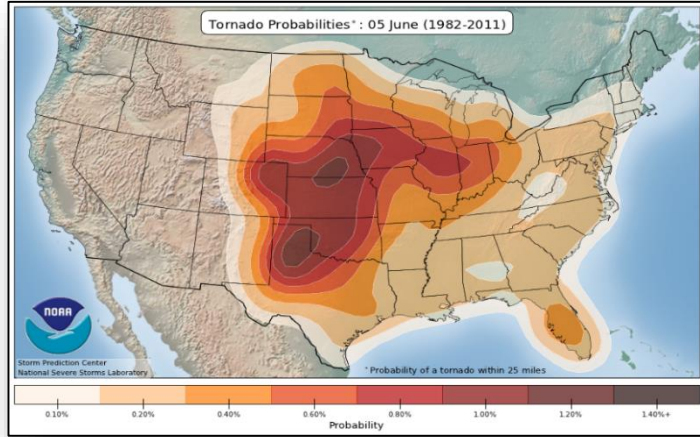 Tornado Probabilities*: 05 June (1982-2011)
NOAA
Storm Prediction Center
National Severe Storms Laboratory
*Probability of a tornado within 25 miles
0.10% 0.20% 0.40% 0.60% 0.80% 1.00% 1.20% 1.40%+
Probability